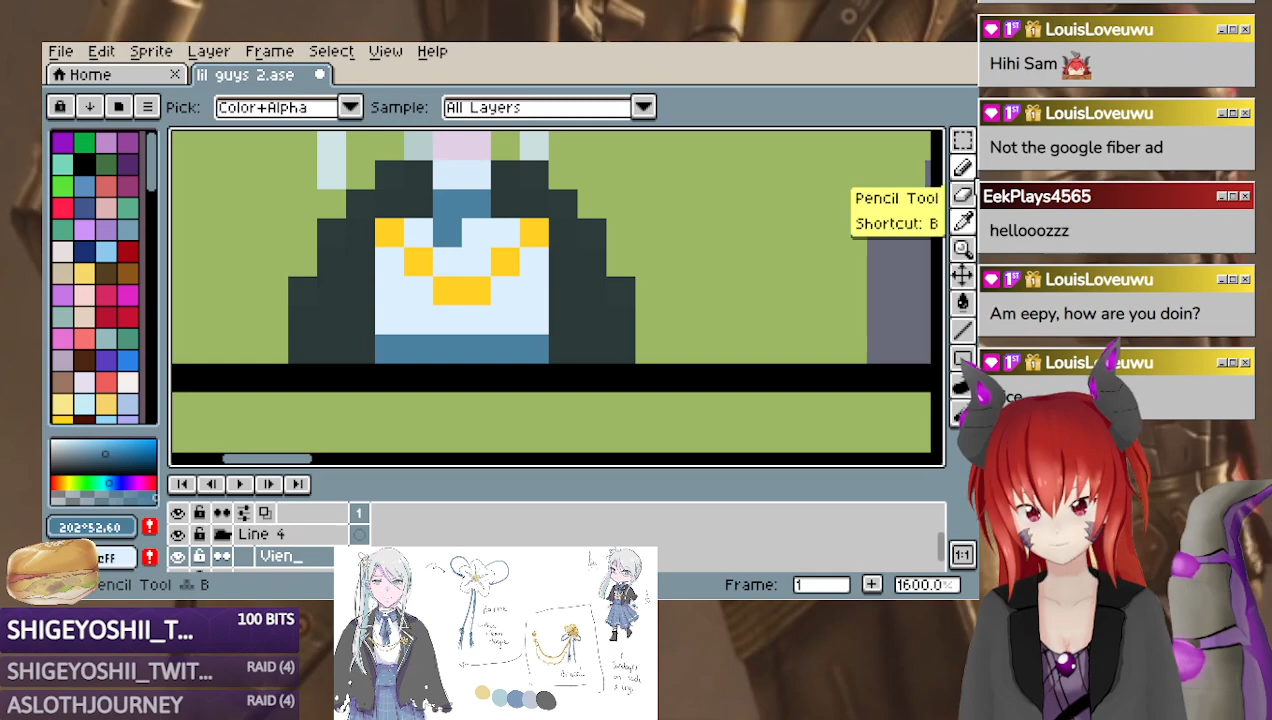 File Edit Sprite Layer Frame Select View Help
Home
lil guys 2.ase
Pick: Color+Alpha Sample: All Layers
Pencil Tool
Shortcut: B
LouisLoveuwu
Hihi Sam
LouisLoveuwu
Not the google fiber ad
EekPlays4565
hellooozzz
LouisLoveuwu
Am eepy, how are you doin?
LouisLoveuwu
1
Line 4
Vien_
1:1
202°52.60
encil Tool B
Frame: 1 1600.0%
SHIGEYOSHII_T... 100 BITS
SHIGEYOSHII_TWIT... RAID (4)
ASLOTHJOURNEY RAID (4)